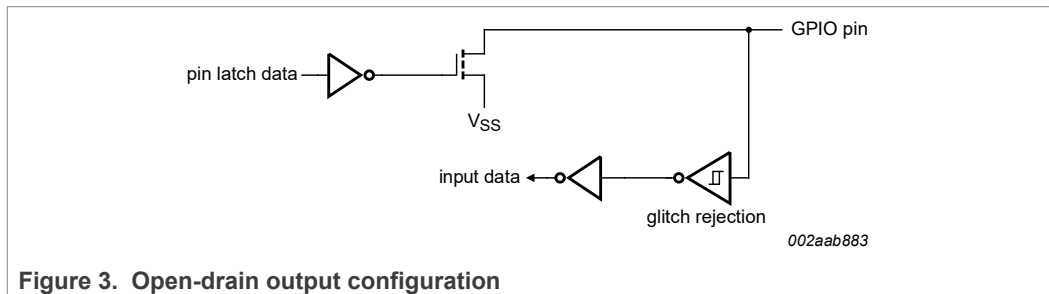 GPIO pin
pin latch data
VSS
input data
glitch rejection
002aab883
Figure 3. Open-drain output configuration